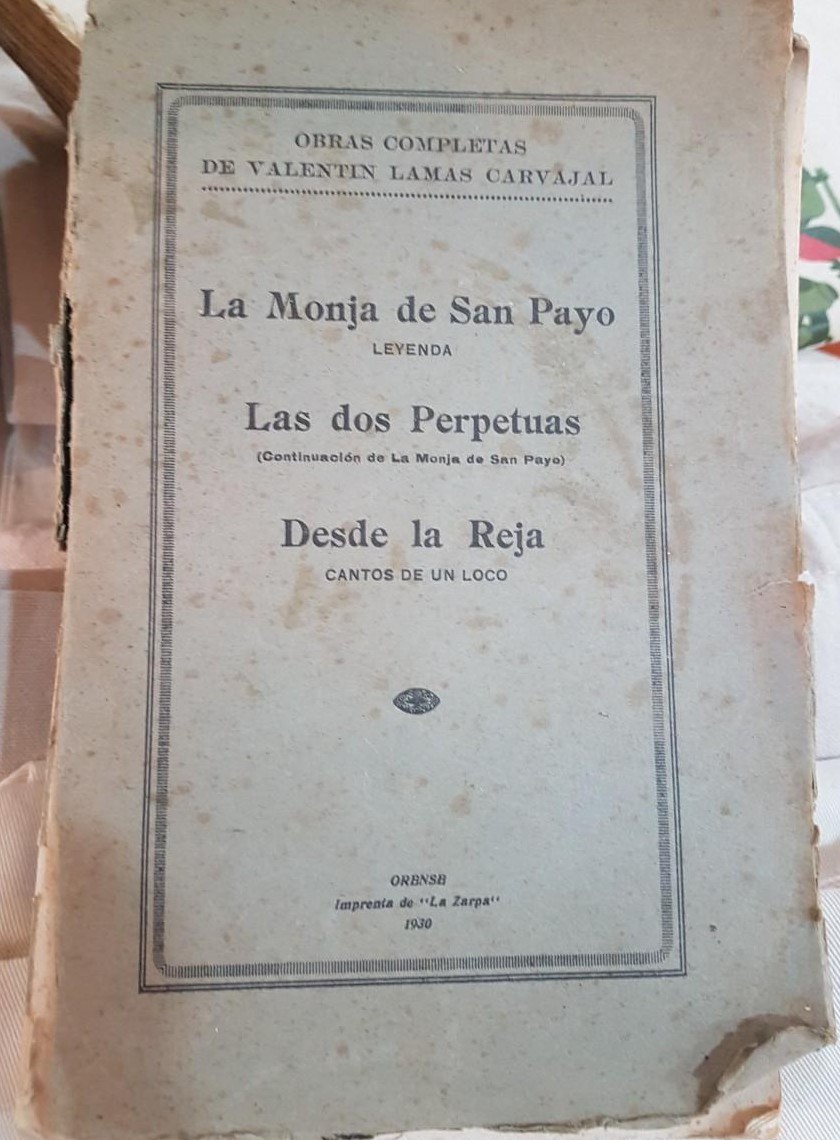 OBRAS COMPLETAS
DE VALENTIN LAMAS CARVAJAL
La Monja de San Payo
LEYENDA
Las dos Perpetuas
(Continuación de La Monja de San Payo)
Desde la Reja
CANTOS DE UN LOCO
ORENSE
Imprenta de "La Zarpa"
1930